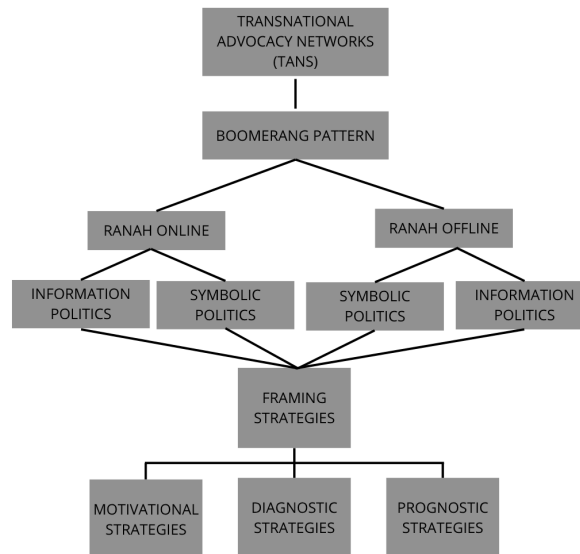 TRANSNATIONAL
ADVOCACY NETWORKS
(TANS)
BOOMERANG PATTERN
RANAH ONLINE
RANAH OFFLINE
INFORMATION
POLITICS
SYMBOLIC
POLITICS
SYMBOLIC
POLITICS
INFORMATION
POLITICS
FRAMING
STRATEGIES
MOTIVATIONAL
STRATEGIES
DIAGNOSTIC
STRATEGIES
PROGNOSTIC
STRATEGIES